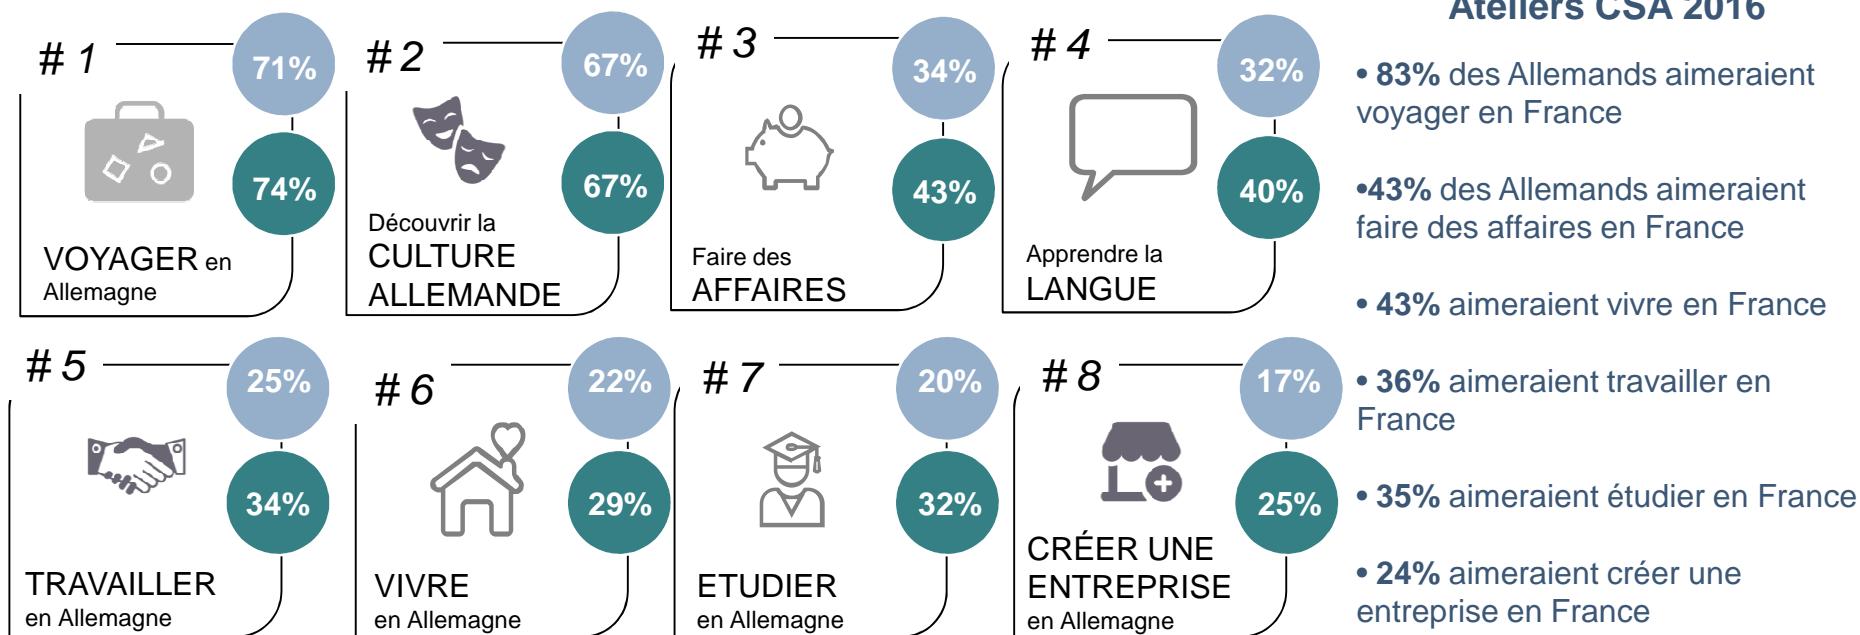 Ateliers CSA 2016
# 1
71%
74%
VOYAGER en
Allemagne
# 2
67%
67%
Découvrir la
CULTURE
ALLEMANDE
# 3
34%
43%
Faire des
AFFAIRES
# 4
32%
40%
Apprendre la
LANGUE
# 5
25%
34%
TRAVAILLER
en Allemagne
# 6
22%
29%
VIVRE
en Allemagne
# 7
20%
32%
ETUDIER
en Allemagne
# 8
17%
25%
CRÉER UNE
ENTREPRISE
en Allemagne
• 83% des Allemands aimeraient
voyager en France
•43% des Allemands aimeraient
faire des affaires en France
• 43% aimeraient vivre en France
• 36% aimeraient travailler en
France
• 35% aimeraient étudier en France
• 24% aimeraient créer une
entreprise en France